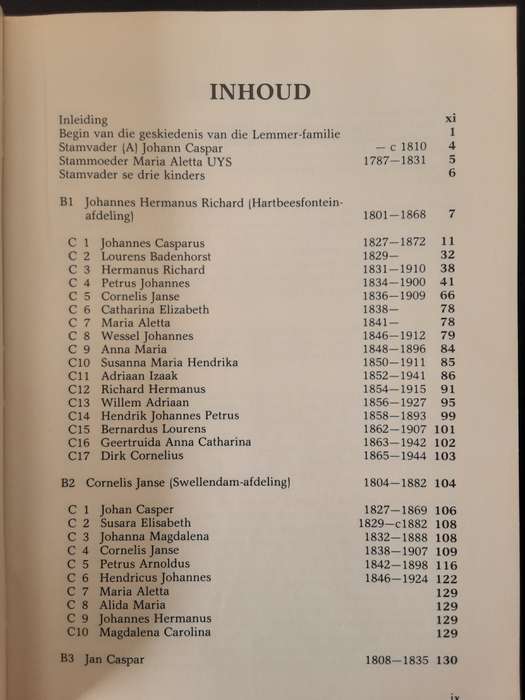 INHOUD
Inleiding xi
Begin van die geskiedenis van die Lemmer-familie 1
Stamvader (A) Johann Caspar — c 1810 4
Stammoeder Maria Aletta UYS 1787—1831 5
Stamvader se drie kinders 6
B1 Johannes Hermanus Richard (Hartbeesfontein-
afdeling) 1801—1868 7
C 1 Johannes Casparus 1827—1872 11
C 2 Lourens Badenhorst 1829— 32
C 3 Hermanus Richard 1831—1910 38
C 4 Petrus Johannes 1834—1900 41
C 5 Cornelis Janse 1836—1909 66
C 6 Catharina Elizabeth 1838— 78
C 7 Maria Aletta 1841— 78
C 8 Wessel Johannes 1846—1912 79
C 9 Anna Maria 1848—1896 84
C10 Susanna Maria Hendrika 1850—1911 85
C11 Adriaan Izaak 1852—1941 86
C12 Richard Hermanus 1854—1915 91
C13 Willem Adriaan 1856—1927 95
C14 Hendrik Johannes Petrus 1858—1893 99
C15 Bernardus Lourens 1862—1907 101
C16 Geertruida Anna Catharina 1863—1942 102
C17 Dirk Cornelius 1865—1944 103
B2 Cornelis Janse (Swellendam-afdeling) 1804—1882 104
C 1 Johan Casper 1827—1869 106
C 2 Susara Elisabeth 1829—c1882 108
C 3 Johanna Magdalena 1832—1888 108
C 4 Cornelis Janse 1838—1907 109
C 5 Petrus Arnoldus 1842—1898 116
C 6 Hendricus Johannes 1846—1924 122
C 7 Maria Aletta 129
C 8 Alida Maria 129
C 9 Johannes Hermanus 129
C10 Magdalena Carolina 129
B3 Jan Caspar 1808—1835 130
ix